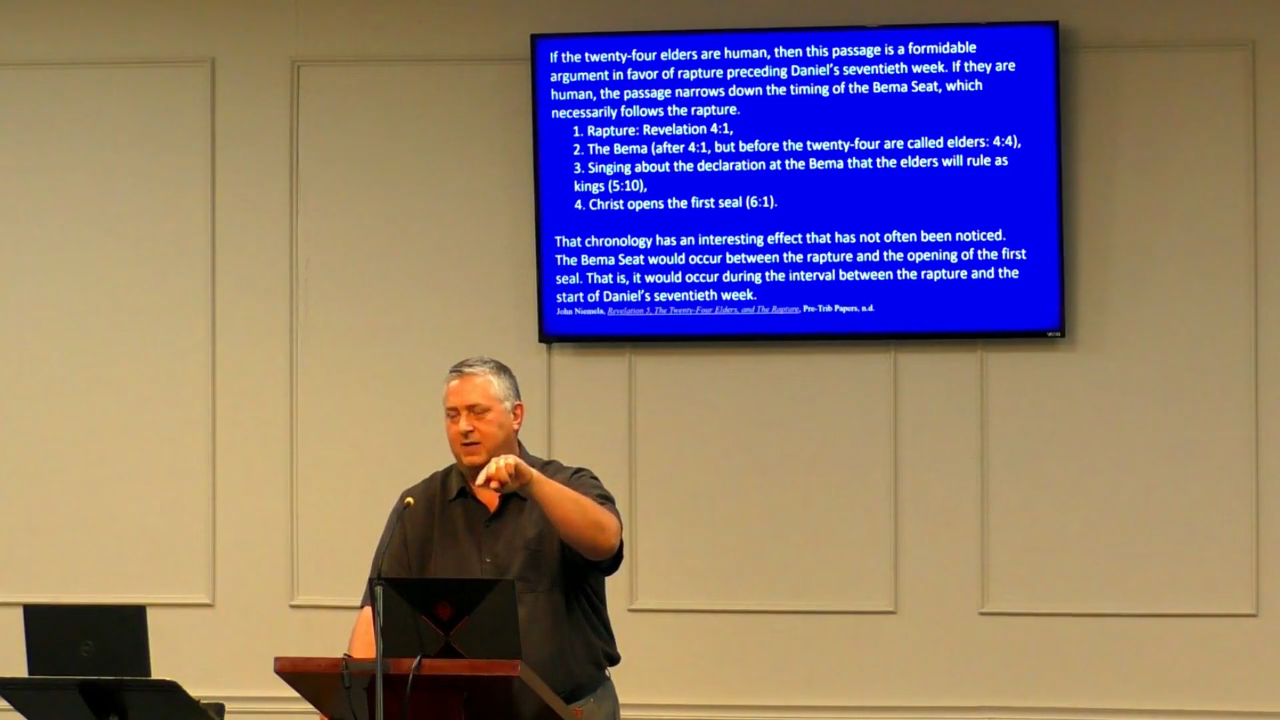 If the twenty-four elders are human, then this passage is a formidable
argument in favor of rapture preceding Daniel's seventieth week. If they are
human, the passage narrows down the timing of the Bema Seat, which
necessarily follows the rapture.
1. Rapture: Revelation 4:1,
2. The Bema (after 4:1, but before the twenty-four are called elders: 4:4),
3. Singing about the declaration at the Bema that the elders will rule as
kings (5:10),
4. Christ opens the first seal (6:1).
That chronology has an interesting effect that has not often been noticed.
The Bema Seat would occur between the rapture and the opening of the first
seal. That is, it would occur during the interval between the rapture and the
start of Daniel's seventieth week.
John Niemela, Revelation 5, The Twenty-Four Elders, and The Rapture, Pre-Trib Papers, n.d.
VIZIO